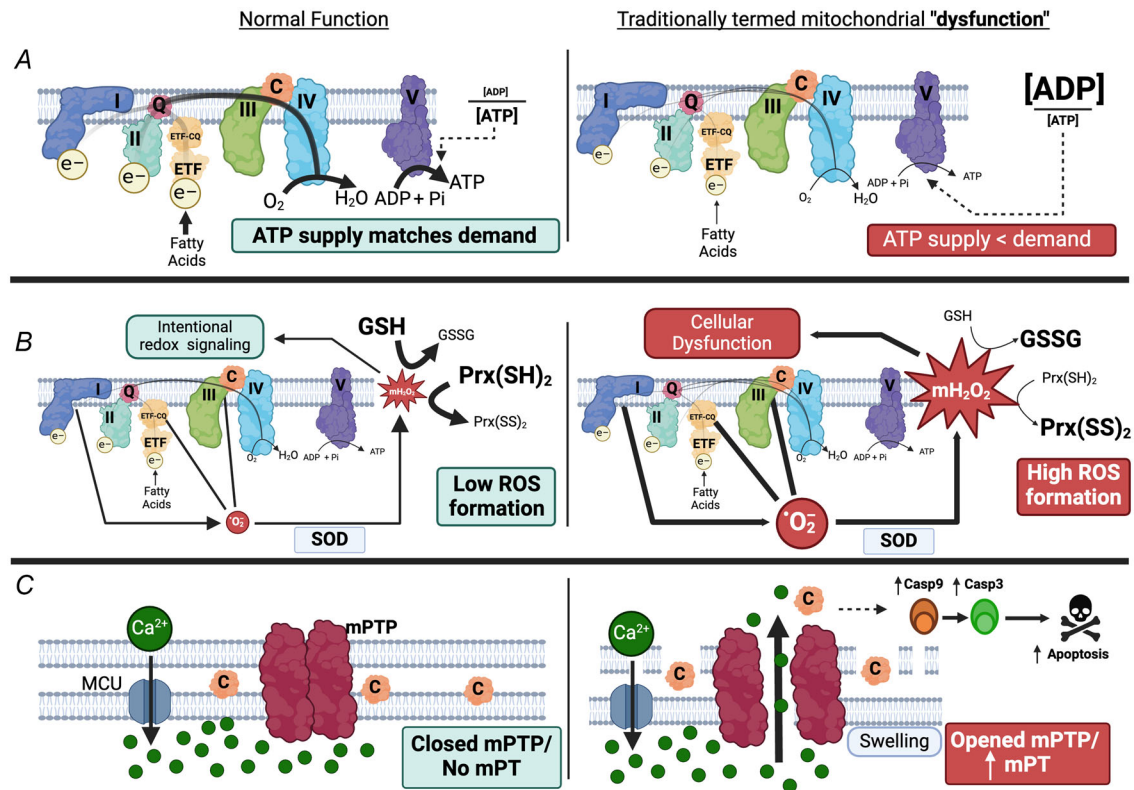 Normal Function
Traditionally termed mitochondrial "dysfunction"
A
I
Q
II
ETF-CQ
ETF
e−
e−
e−
III
C
IV
V
[ADP]
[ATP]
O₂
H₂O
ADP + Pi
ATP
Fatty
Acids
ATP supply matches demand
I
Q
II
ETF-CQ
ETF
e−
e−
e−
III
C
IV
V
[ADP]
[ATP]
O₂
H₂O
ADP + Pi
ATP
Fatty
Acids
ATP supply < demand
B
Intentional
redox signaling
GSH
GSSG
mH₂O₂
Prx(SH)₂
Prx(SS)₂
I
Q
II
ETF-CQ
ETF
e−
e−
e−
III
C
IV
V
O₂
H₂O
ADP + Pi
ATP
Fatty
Acids
•O₂−
SOD
Low ROS
formation
Cellular
Dysfunction
GSH
GSSG
mH₂O₂
Prx(SH)₂
Prx(SS)₂
I
Q
II
ETF-CQ
ETF
e−
e−
e−
III
C
IV
V
O₂
H₂O
ADP + Pi
ATP
Fatty
Acids
•O₂−
SOD
High ROS
formation
C
Ca²⁺
mPTP
MCU
C
C
C
Closed mPTP/
No mPT
Ca²⁺
C
C
C
↑ Casp9
↑ Casp3
↑ Apoptosis
Swelling
Opened mPTP/
↑ mPT